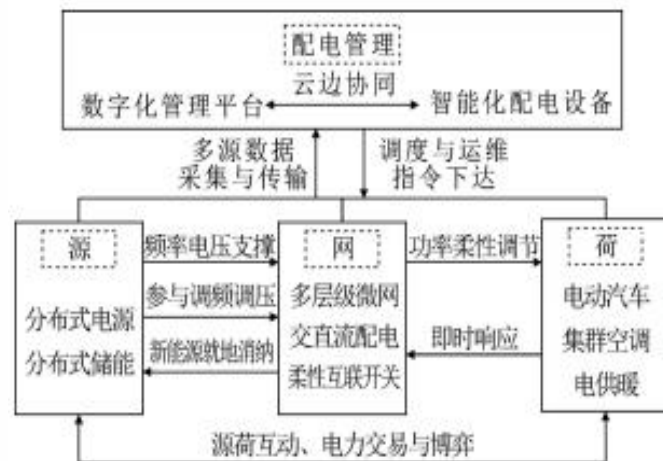 配电管理
云边协同
数字化管理平台
智能化配电设备
多源数据
采集与传输
调度与运维
指令下达
源
分布式电源
分布式储能
频率电压支撑
参与调频调压
新能源就地消纳
网
多层级微网
交直流配电
柔性互联开关
功率柔性调节
即时响应
荷
电动汽车
集群空调
电供暖
源荷互动、电力交易与博弈